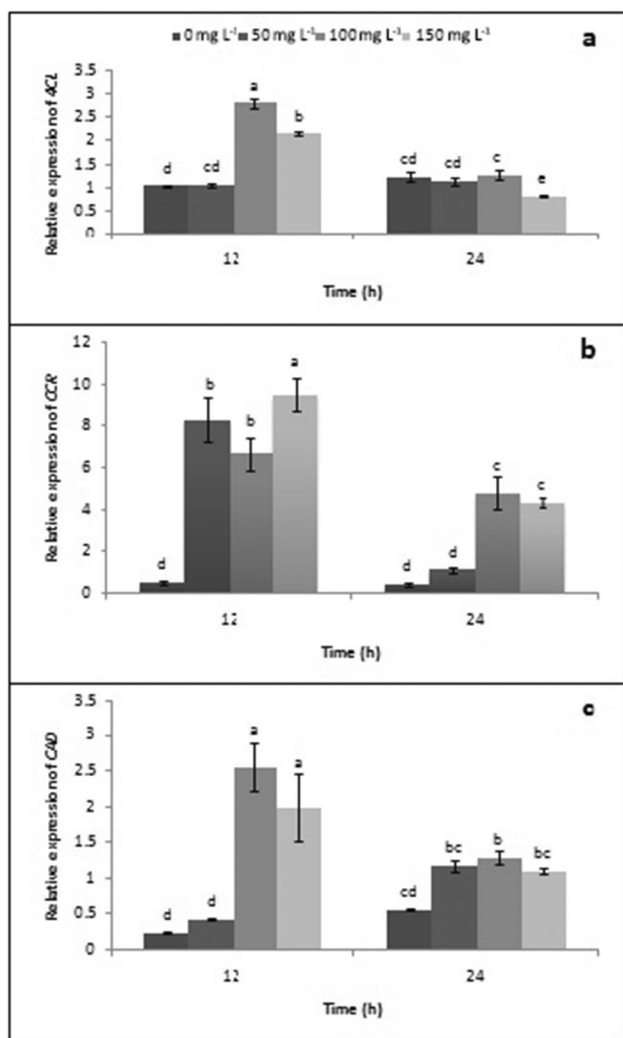 0 mg L⁻¹ 50 mg L⁻¹ 100 mg L⁻¹ 150 mg L⁻¹
a
Relative expression of 4CL
3.5
3
2.5
2
1.5
1
0.5
0
d cd a b
cd cd c e
12 24
Time (h)
b
Relative expression of CCR
12
10
8
6
4
2
0
d b b a
d d c c
12 24
Time (h)
c
Relative expression of CAD
3.5
3
2.5
2
1.5
1
0.5
0
d d a a
cd bc b bc
12 24
Time (h)